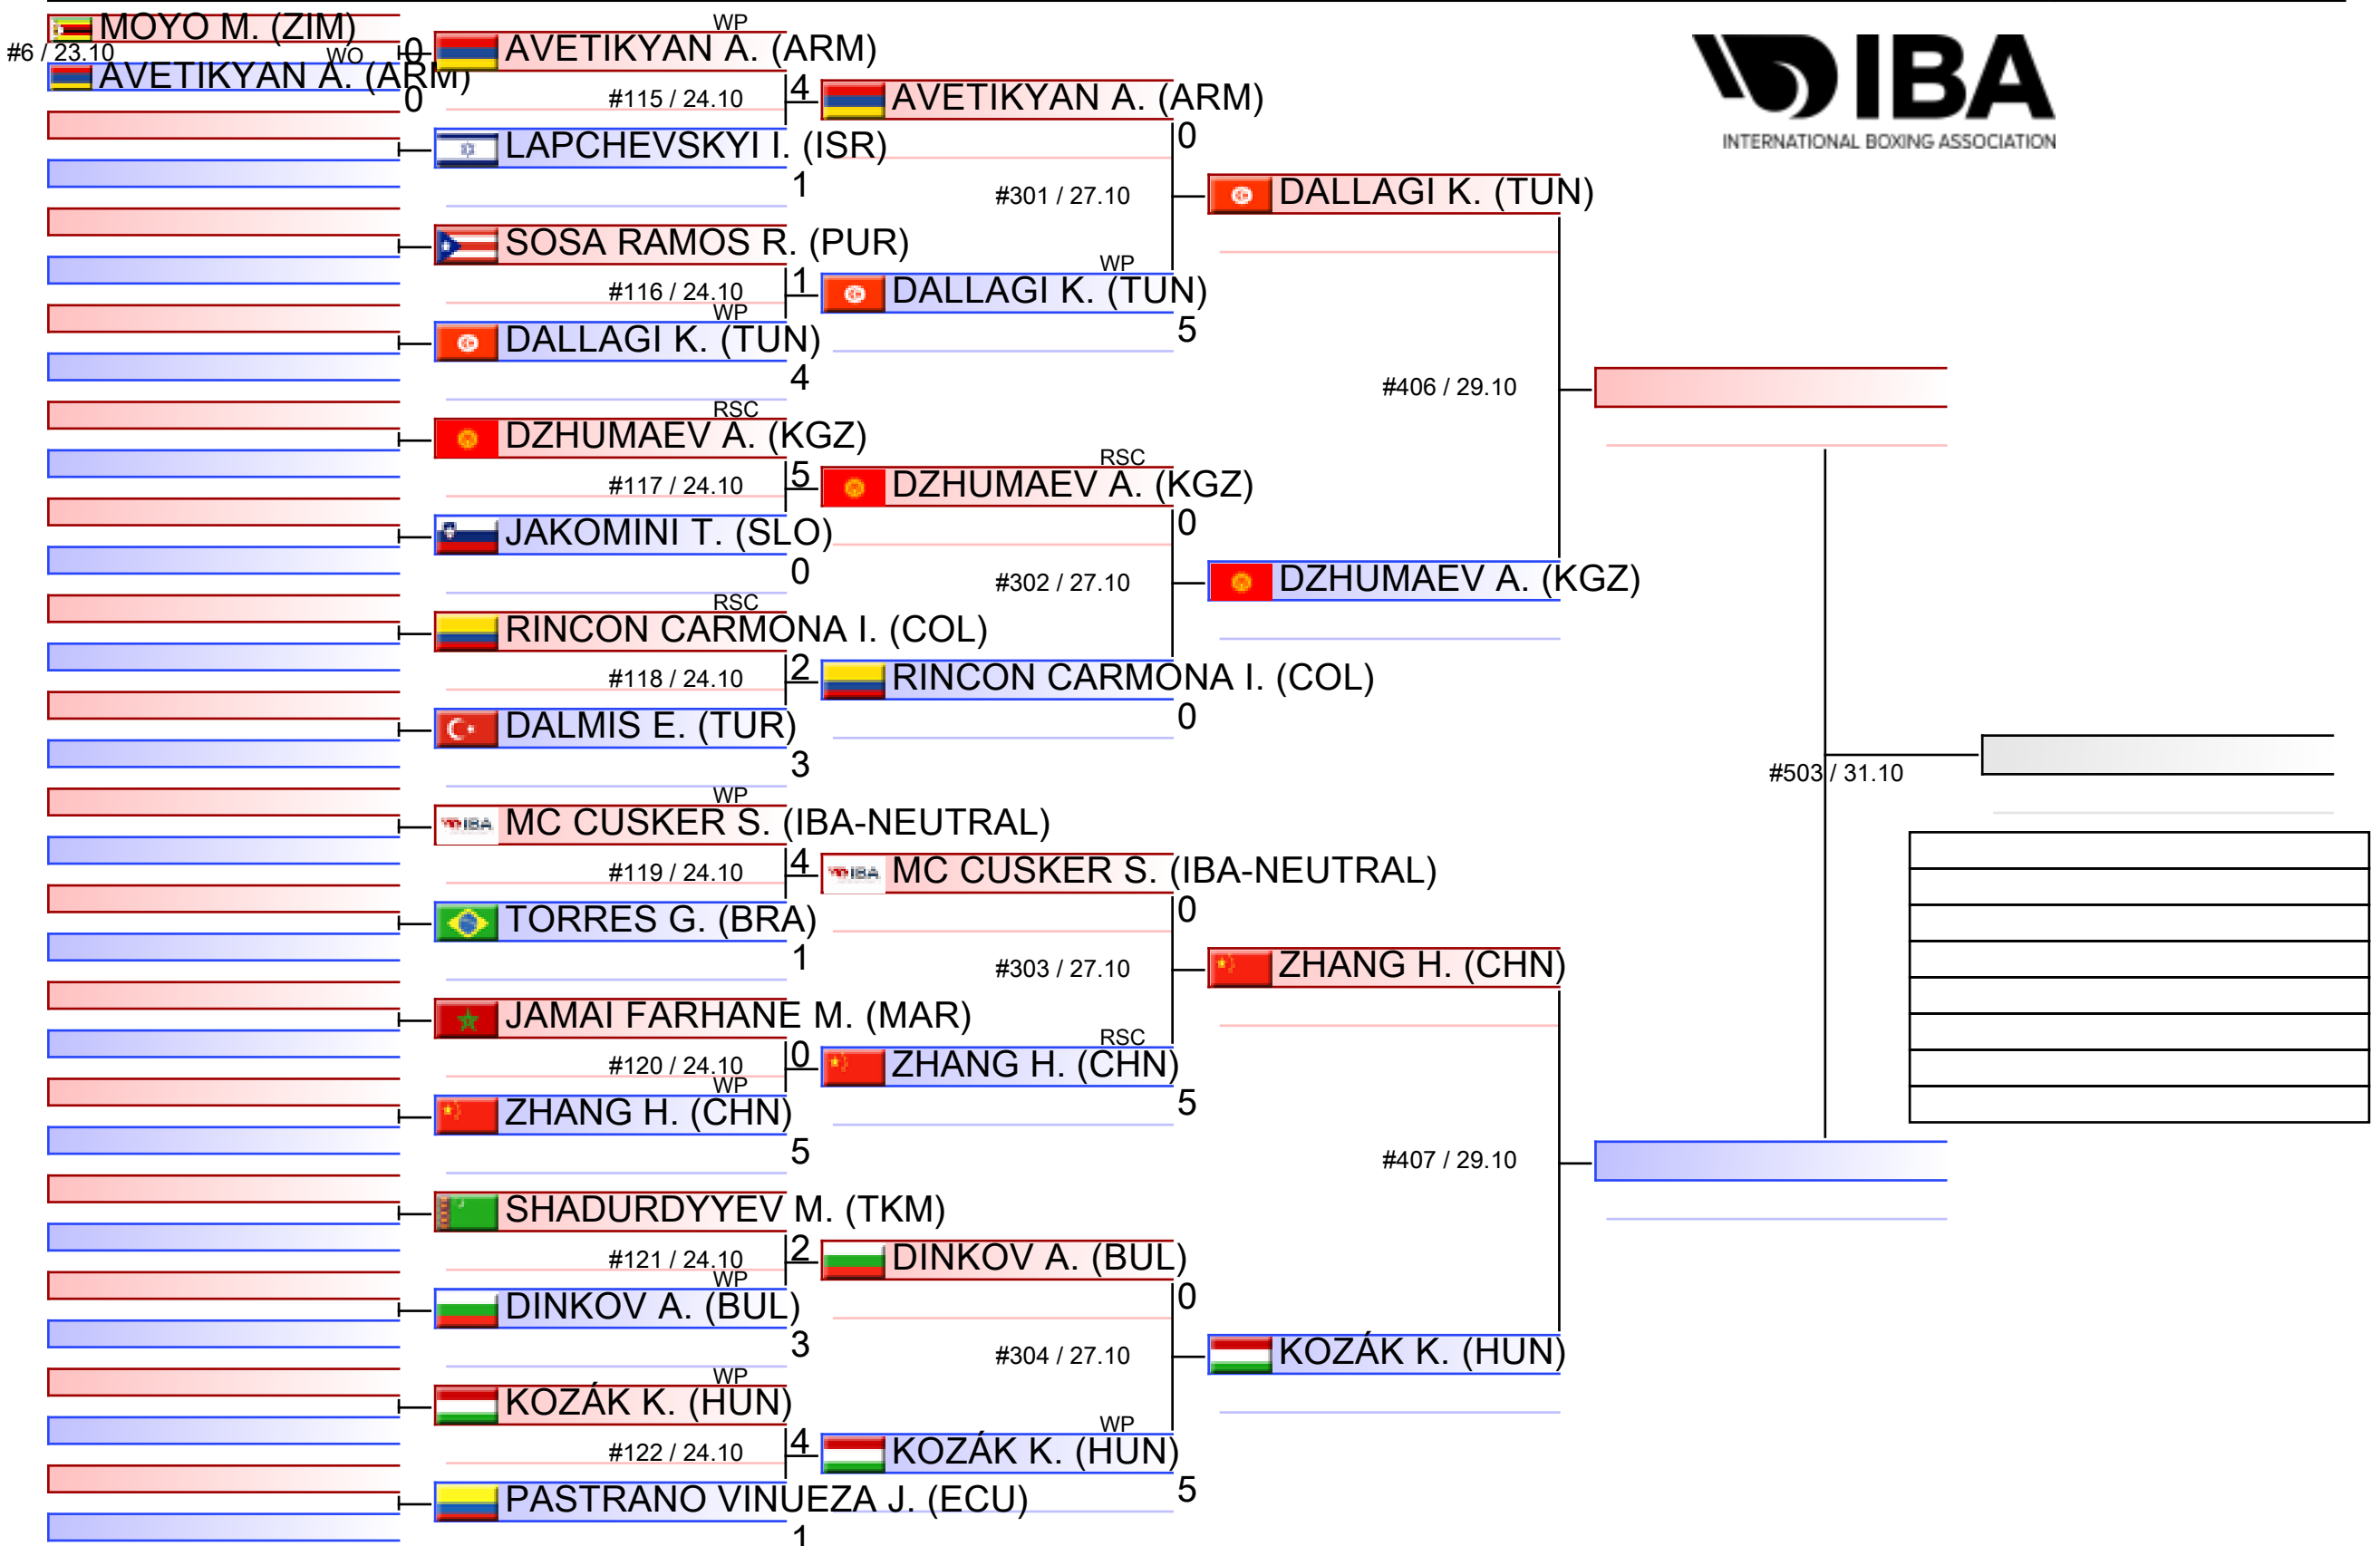 MOYO M. (ZIM)
#6 / 23.10
WO
0
AVETIKYAN A. (ARM)
0
WP
AVETIKYAN A. (ARM)
#115 / 24.10
4
LAPCHEVSKYI I. (ISR)
1
SOSA RAMOS R. (PUR)
#116 / 24.10
1
WP
DALLAGI K. (TUN)
4
RSC
DZHUMAEV A. (KGZ)
#117 / 24.10
5
JAKOMINI T. (SLO)
0
RSC
RINCON CARMONA I. (COL)
#118 / 24.10
2
DALMIS E. (TUR)
3
WP
MC CUSKER S. (IBA-NEUTRAL)
#119 / 24.10
4
TORRES G. (BRA)
1
JAMAI FARHANE M. (MAR)
#120 / 24.10
0
WP
ZHANG H. (CHN)
5
SHADURDYYEV M. (TKM)
#121 / 24.10
2
WP
DINKOV A. (BUL)
3
WP
KOZÁK K. (HUN)
#122 / 24.10
4
PASTRANO VINUEZA J. (ECU)
1
AVETIKYAN A. (ARM)
0
#301 / 27.10
WP
DALLAGI K. (TUN)
5
RSC
DZHUMAEV A. (KGZ)
0
#302 / 27.10
RINCON CARMONA I. (COL)
0
IBA
MC CUSKER S. (IBA-NEUTRAL)
0
#303 / 27.10
RSC
ZHANG H. (CHN)
5
DINKOV A. (BUL)
0
#304 / 27.10
WP
KOZÁK K. (HUN)
5
DALLAGI K. (TUN)
#406 / 29.10
DZHUMAEV A. (KGZ)
ZHANG H. (CHN)
#407 / 29.10
KOZÁK K. (HUN)
#503 / 31.10
IBA
INTERNATIONAL BOXING ASSOCIATION